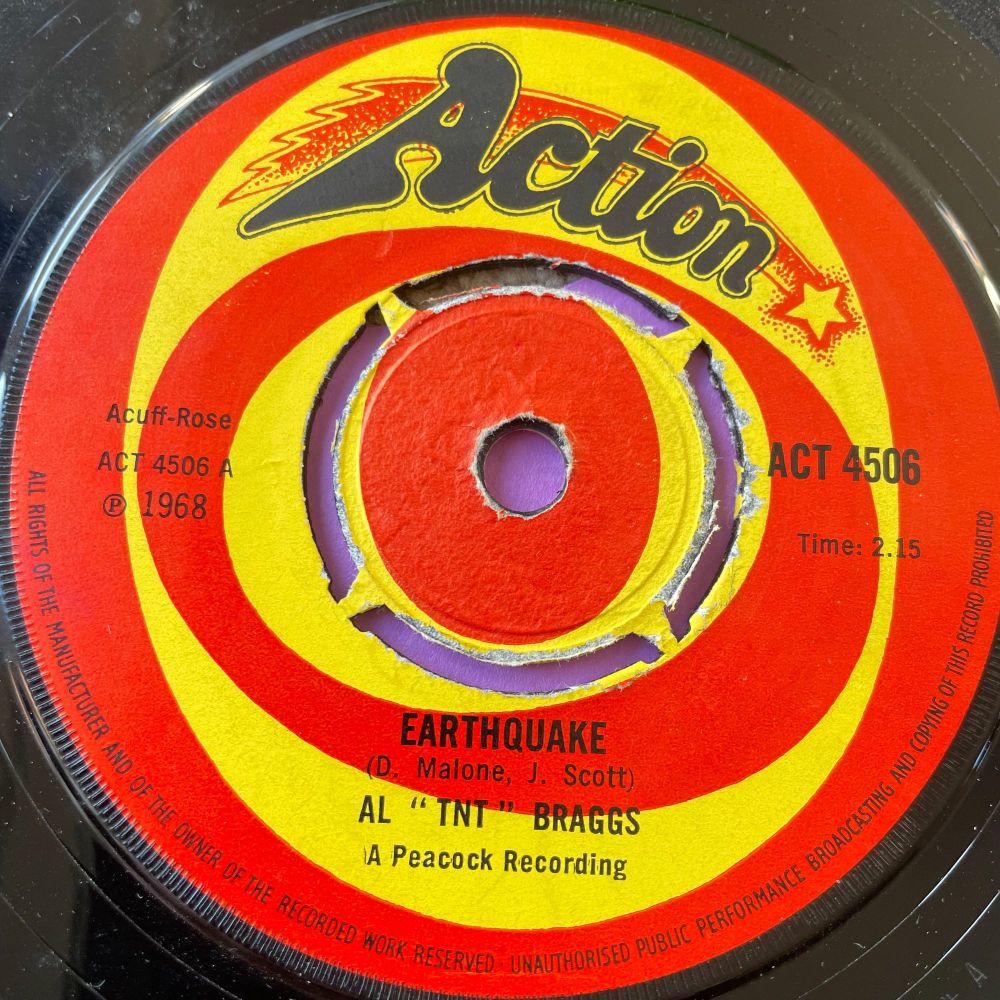 Action
Acuff-Rose
ACT 4506 A
℗ 1968
ACT 4506
Time: 2.15
EARTHQUAKE
(D. Malone, J. Scott)
AL "TNT" BRAGGS
A Peacock Recording
ALL RIGHTS OF THE MANUFACTURER AND OF THE OWNER OF THE RECORDED WORK RESERVED · UNAUTHORISED PUBLIC PERFORMANCE BROADCASTING AND COPYING OF THIS RECORD PROHIBITED
A